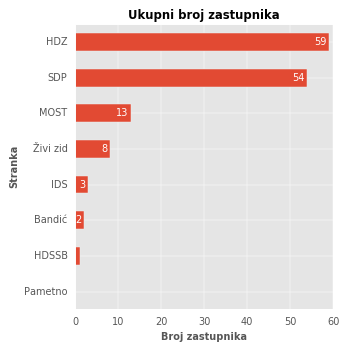 Ukupni broj zastupnika
HDZ 59
SDP 54
MOST 13
Živi zid 8
IDS 3
Bandić 2
HDSSB
Pametno
0 10 20 30 40 50 60
Broj zastupnika
Stranka